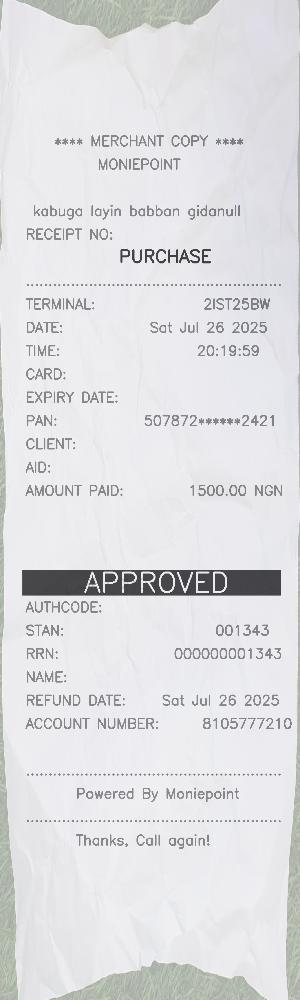 **** MERCHANT COPY ****
MONIEPOINT
kabuga layin babban gidanull
RECEIPT NO:
PURCHASE
TERMINAL: 2IST25BW
DATE: Sat Jul 26 2025
TIME: 20:19:59
CARD:
EXPIRY DATE:
PAN: 507872******2421
CLIENT:
AID:
AMOUNT PAID: 1500.00 NGN
APPROVED
AUTHCODE:
STAN: 001343
RRN: 000000001343
NAME:
REFUND DATE: Sat Jul 26 2025
ACCOUNT NUMBER: 8105777210
Powered By Moniepoint
Thanks, Call again!